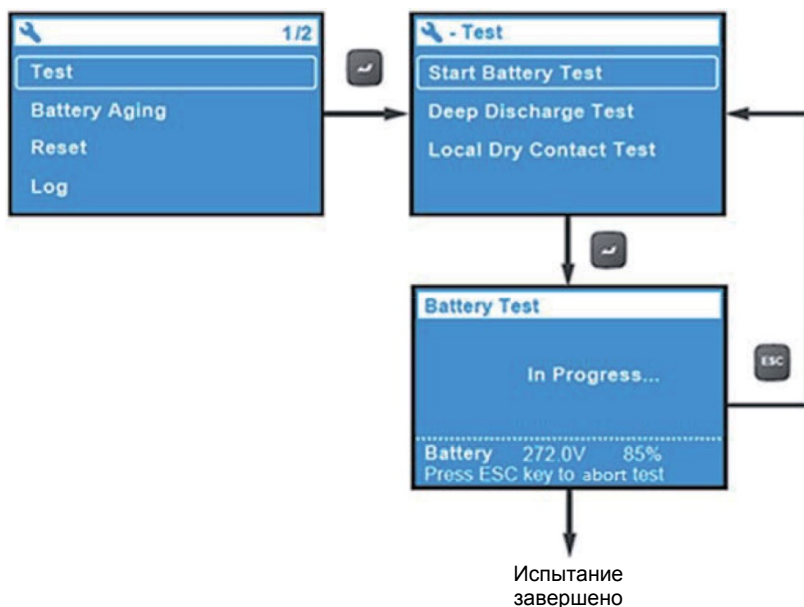 1/2
Test
Battery Aging
Reset
Log
- Test
Start Battery Test
Deep Discharge Test
Local Dry Contact Test
Battery Test
In Progress...
Battery 272.0V 85%
Press ESC key to abort test
ESC
Испытание
завершено